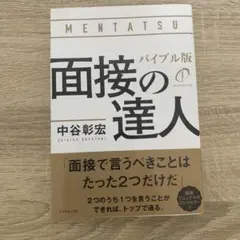 MENTATSU
面接の
バイブル版
達人
中谷彰宏
「面接で言うべきことは
たった2つだけだ」
2つのうち1つを言うことが
できれば、トップで通る。